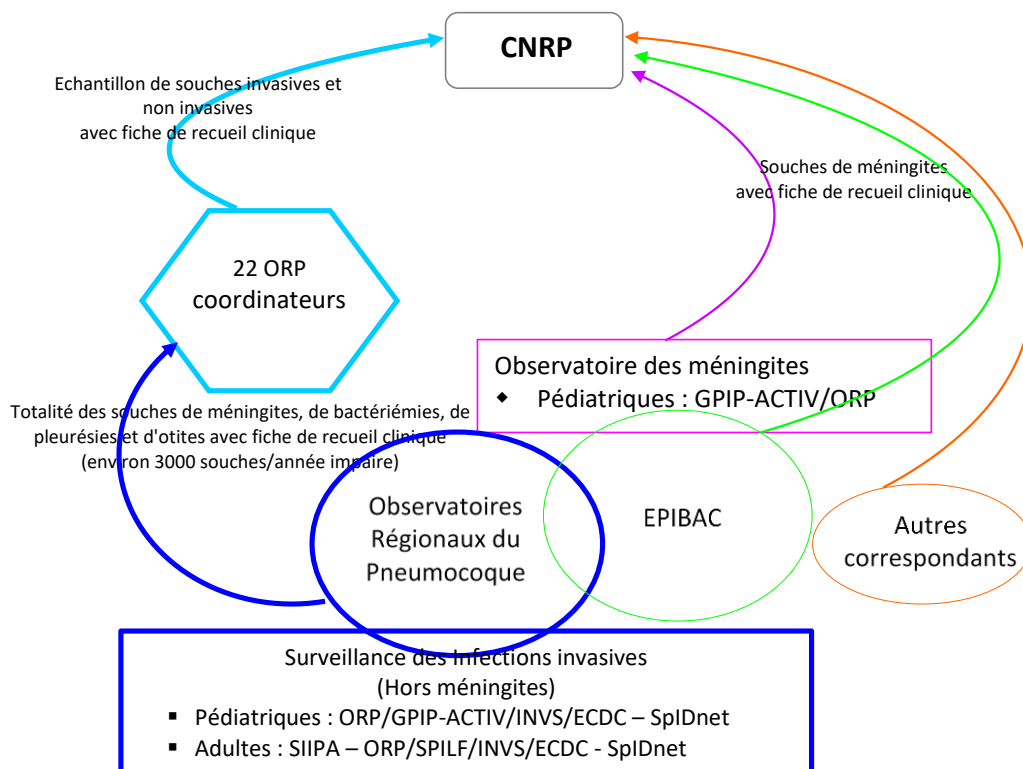 CNRP
Echantillon de souches invasives et
non invasives
avec fiche de recueil clinique
Souches de méningites
avec fiche de recueil clinique
22 ORP
coordinateurs
Observatoire des méningites
◆ Pédiatriques : GPIP-ACTIV/ORP
Totalité des souches de méningites, de bactériémies, de
pleurésies et d'otites avec fiche de recueil clinique
(environ 3000 souches/année impaire)
Observatoires
Régionaux du
Pneumocoque
EPIBAC
Autres
correspondants
Surveillance des Infections invasives
(Hors méningites)
▪ Pédiatriques : ORP/GPIP-ACTIV/INVS/ECDC – SpIDnet
▪ Adultes : SIIPA – ORP/SPILF/INVS/ECDC - SpIDnet